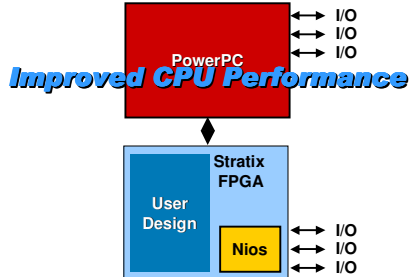 I/O
I/O
I/O
PowerPC
Improved CPU Performance
Stratix
FPGA
User
Design
Nios
I/O
I/O
I/O